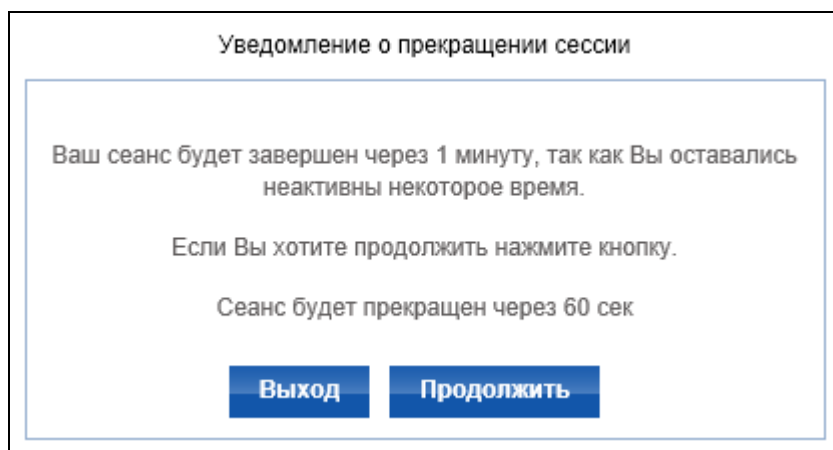 Уведомление о прекращении сессии
Ваш сеанс будет завершен через 1 минуту, так как Вы оставались
неактивны некоторое время.
Если Вы хотите продолжить нажмите кнопку.
Сеанс будет прекращен через 60 сек
Выход Продолжить